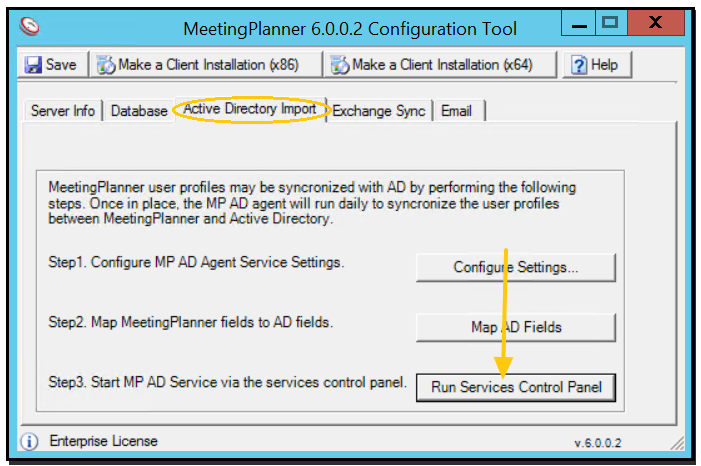 MeetingPlanner 6.0.0.2 Configuration Tool
Save Make a Client Installation (x86) Make a Client Installation (x64) Help
Server Info Database Active Directory Import Exchange Sync Email
MeetingPlanner user profiles may be syncronized with AD by performing the following
steps. Once in place, the MP AD agent will run daily to syncronize the user profiles
between MeetingPlanner and Active Directory.
Step1. Configure MP AD Agent Service Settings. Configure Settings...
Step2. Map MeetingPlanner fields to AD fields. Map AD Fields
Step3. Start MP AD Service via the services control panel. Run Services Control Panel
Enterprise License v.6.0.0.2